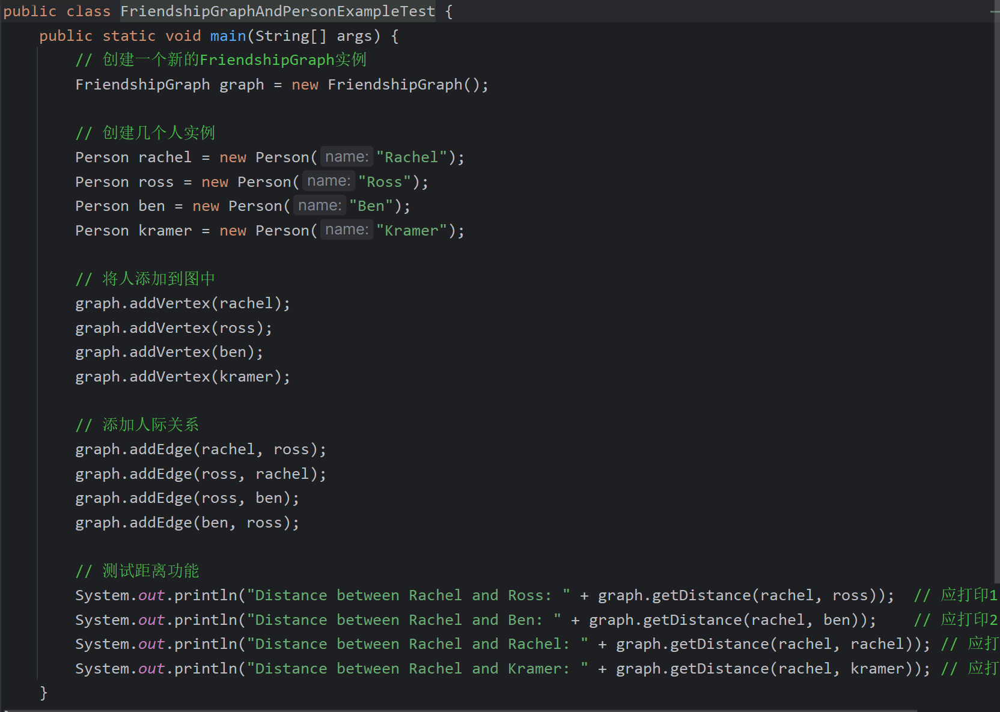 public class FriendshipGraphAndPersonExampleTest {
public static void main(String[] args) {
// 创建一个新的FriendshipGraph实例
FriendshipGraph graph = new FriendshipGraph();
// 创建几个人实例
Person rachel = new Person( name: "Rachel");
Person ross = new Person( name: "Ross");
Person ben = new Person( name: "Ben");
Person kramer = new Person( name: "Kramer");
// 将人添加到图中
graph.addVertex(rachel);
graph.addVertex(ross);
graph.addVertex(ben);
graph.addVertex(kramer);
// 添加人际关系
graph.addEdge(rachel, ross);
graph.addEdge(ross, rachel);
graph.addEdge(ross, ben);
graph.addEdge(ben, ross);
// 测试距离功能
System.out.println("Distance between Rachel and Ross: " + graph.getDistance(rachel, ross)); // 应打印1
System.out.println("Distance between Rachel and Ben: " + graph.getDistance(rachel, ben)); // 应打印2
System.out.println("Distance between Rachel and Rachel: " + graph.getDistance(rachel, rachel)); // 应打
System.out.println("Distance between Rachel and Kramer: " + graph.getDistance(rachel, kramer)); // 应打
}